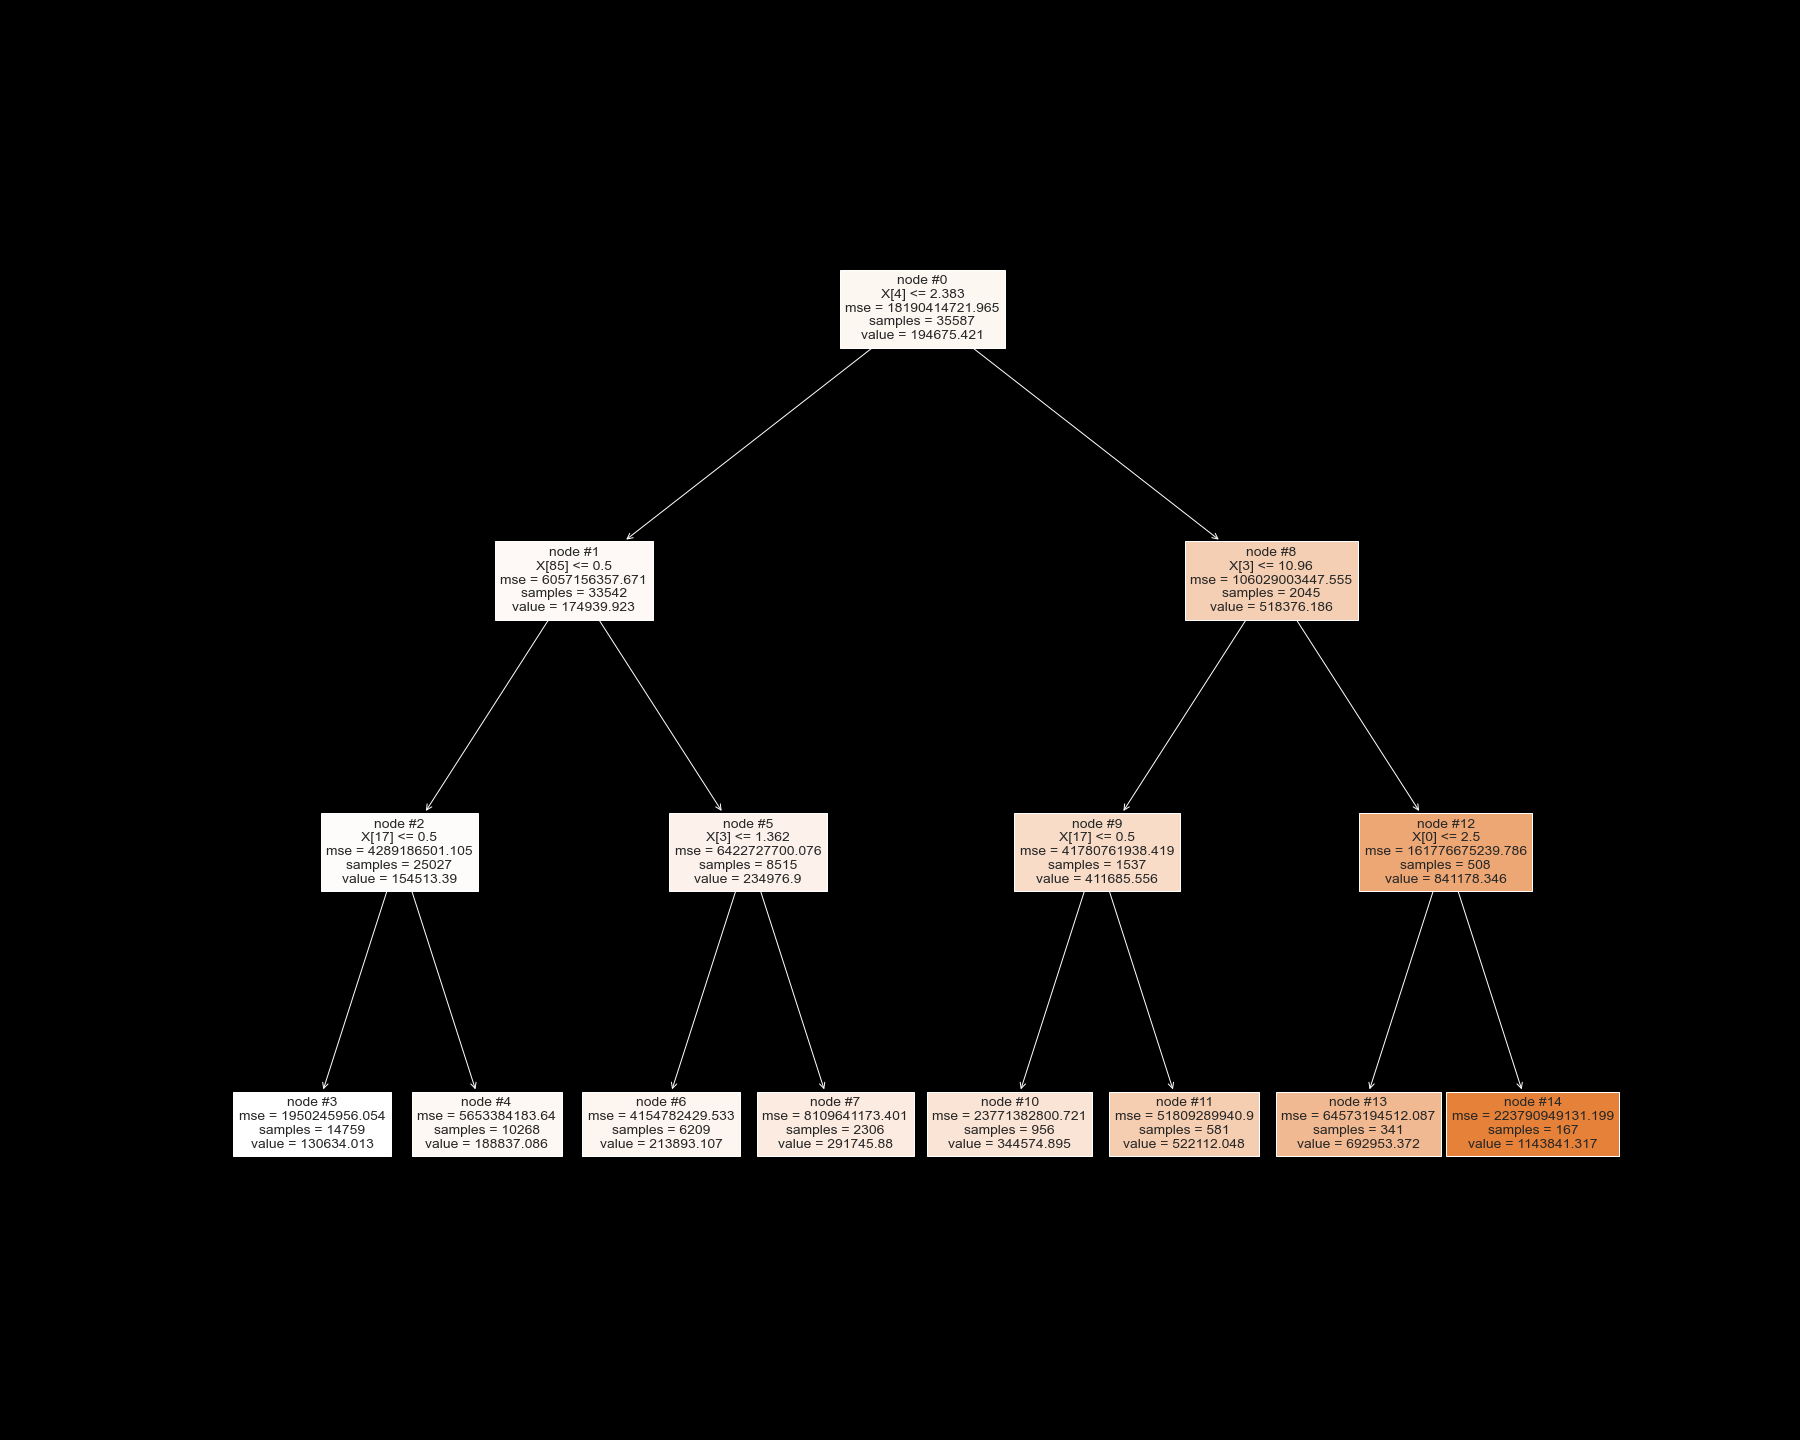 node #0
X[4] <= 2.383
mse = 18190414721.965
samples = 35587
value = 194675.421
node #1
X[85] <= 0.5
mse = 6057156357.671
samples = 33542
value = 174939.923
node #8
X[3] <= 10.96
mse = 106029003447.555
samples = 2045
value = 518376.186
node #2
X[17] <= 0.5
mse = 4289186501.105
samples = 25027
value = 154513.39
node #5
X[3] <= 1.362
mse = 6422727700.076
samples = 8515
value = 234976.9
node #9
X[17] <= 0.5
mse = 41780761938.419
samples = 1537
value = 411685.556
node #12
X[0] <= 2.5
mse = 161776675239.786
samples = 508
value = 841178.346
node #3
mse = 1950245956.054
samples = 14759
value = 130634.013
node #4
mse = 5653384183.64
samples = 10268
value = 188837.086
node #6
mse = 4154782429.533
samples = 6209
value = 213893.107
node #7
mse = 8109641173.401
samples = 2306
value = 291745.88
node #10
mse = 23771382800.721
samples = 956
value = 344574.895
node #11
mse = 51809289940.9
samples = 581
value = 522112.048
node #13
mse = 64573194512.087
samples = 341
value = 692953.372
node #14
mse = 223790949131.199
samples = 167
value = 1143841.317